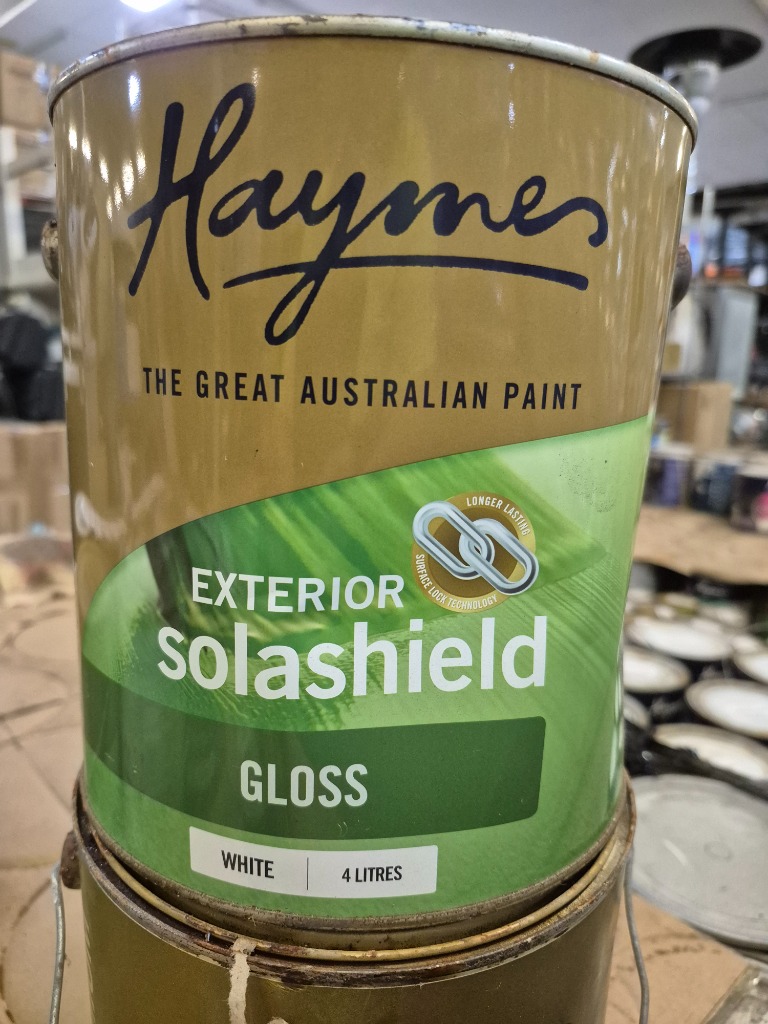 Haymes
THE GREAT AUSTRALIAN PAINT
LONGER LASTING
SURFACE LOCK TECHNOLOGY
EXTERIOR
solashield
GLOSS
WHITE | 4 LITRES